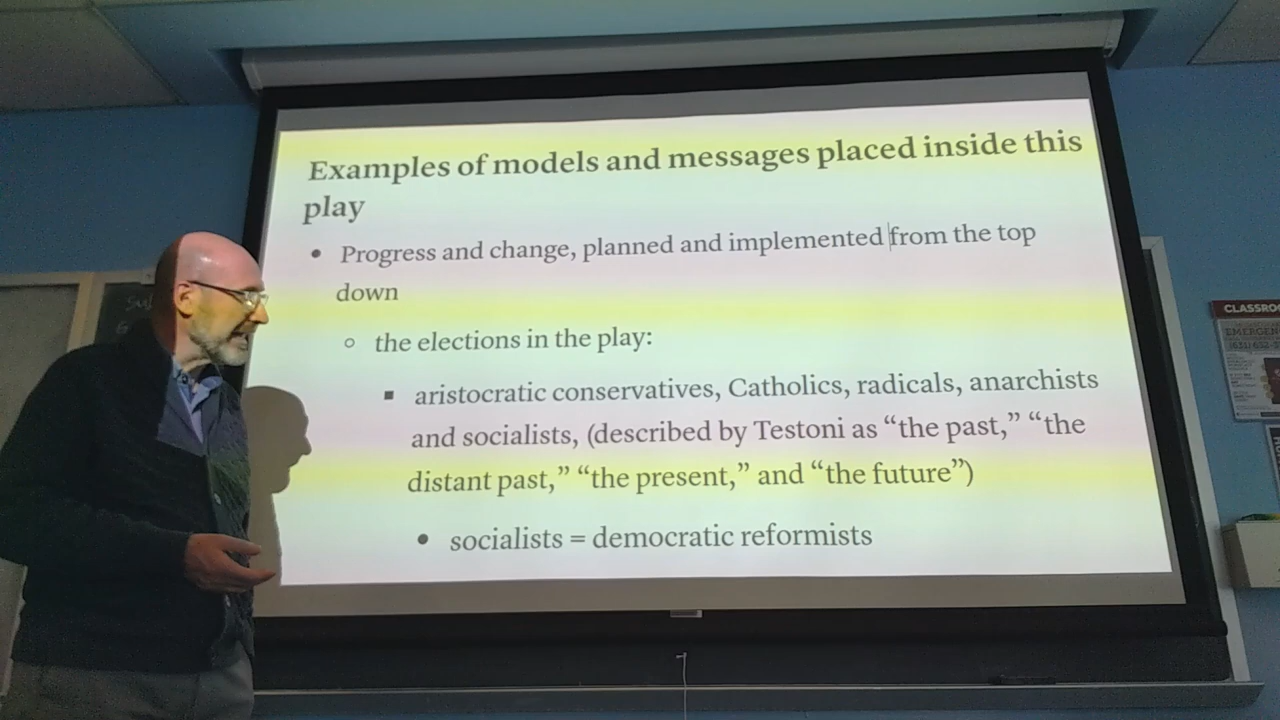 Examples of models and messages placed inside this
play
• Progress and change, planned and implemented from the top
down
○ the elections in the play:
▪ aristocratic conservatives, Catholics, radicals, anarchists
and socialists, (described by Testoni as “the past,” “the
distant past,” “the present,” and “the future”)
• socialists = democratic reformists
CLASSRO
EMERGEN